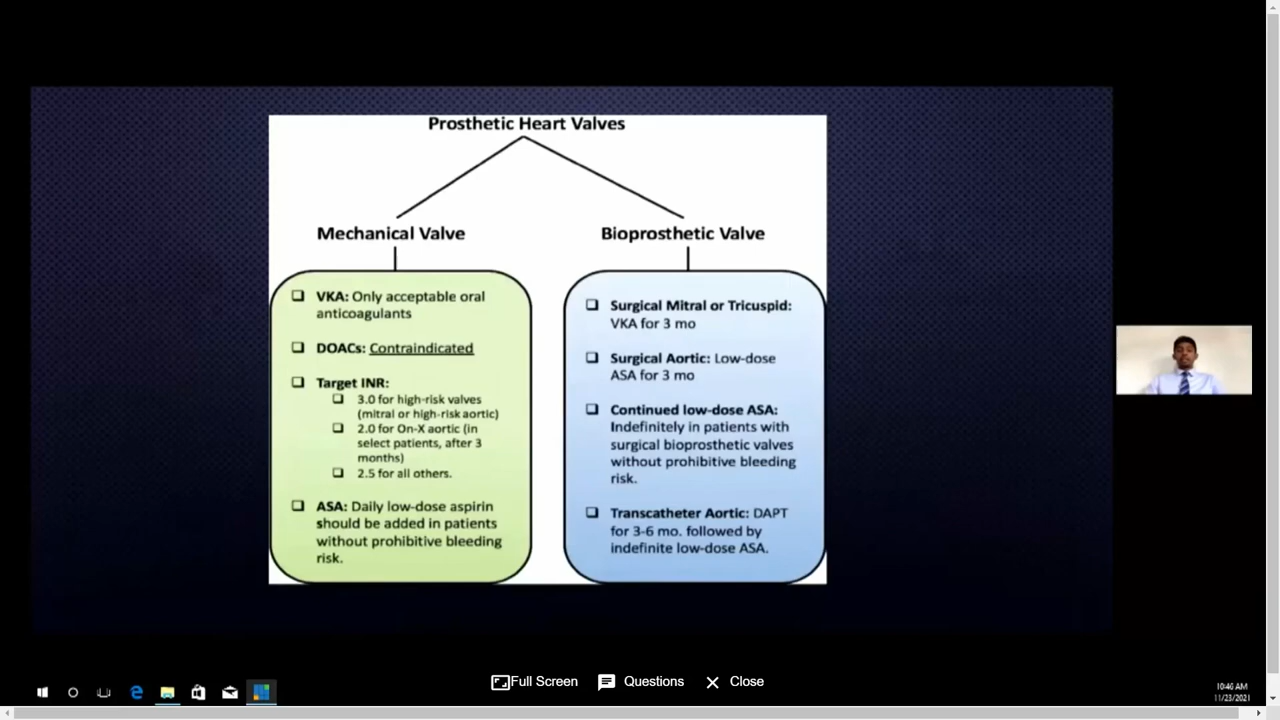 Prosthetic Heart Valves
Mechanical Valve
VKA: Only acceptable oral
anticoagulants
DOACs: Contraindicated
Target INR:
3.0 for high-risk valves
(mitral or high-risk aortic)
2.0 for On-X aortic (in
select patients, after 3
months)
2.5 for all others.
ASA: Daily low-dose aspirin
should be added in patients
without prohibitive bleeding
risk.
Bioprosthetic Valve
Surgical Mitral or Tricuspid:
VKA for 3 mo
Surgical Aortic: Low-dose
ASA for 3 mo
Continued low-dose ASA:
Indefinitely in patients with
surgical bioprosthetic valves
without prohibitive bleeding
risk.
Transcatheter Aortic: DAPT
for 3-6 mo. followed by
indefinite low-dose ASA.
Full Screen
Questions
Close
10:46 AM
11/23/2021